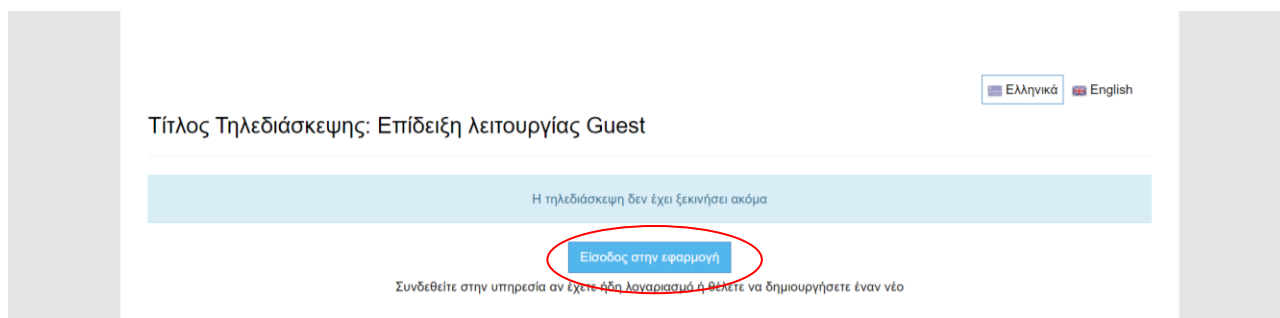 Ελληνικά English
Τίτλος Τηλεδιάσκεψης: Επίδειξη λειτουργίας Guest
Η τηλεδιάσκεψη δεν έχει ξεκινήσει ακόμα
Είσοδος στην εφαρμογή
Συνδεθείτε στην υπηρεσία αν έχετε ήδη λογαριασμό ή θέλετε να δημιουργήσετε έναν νέο